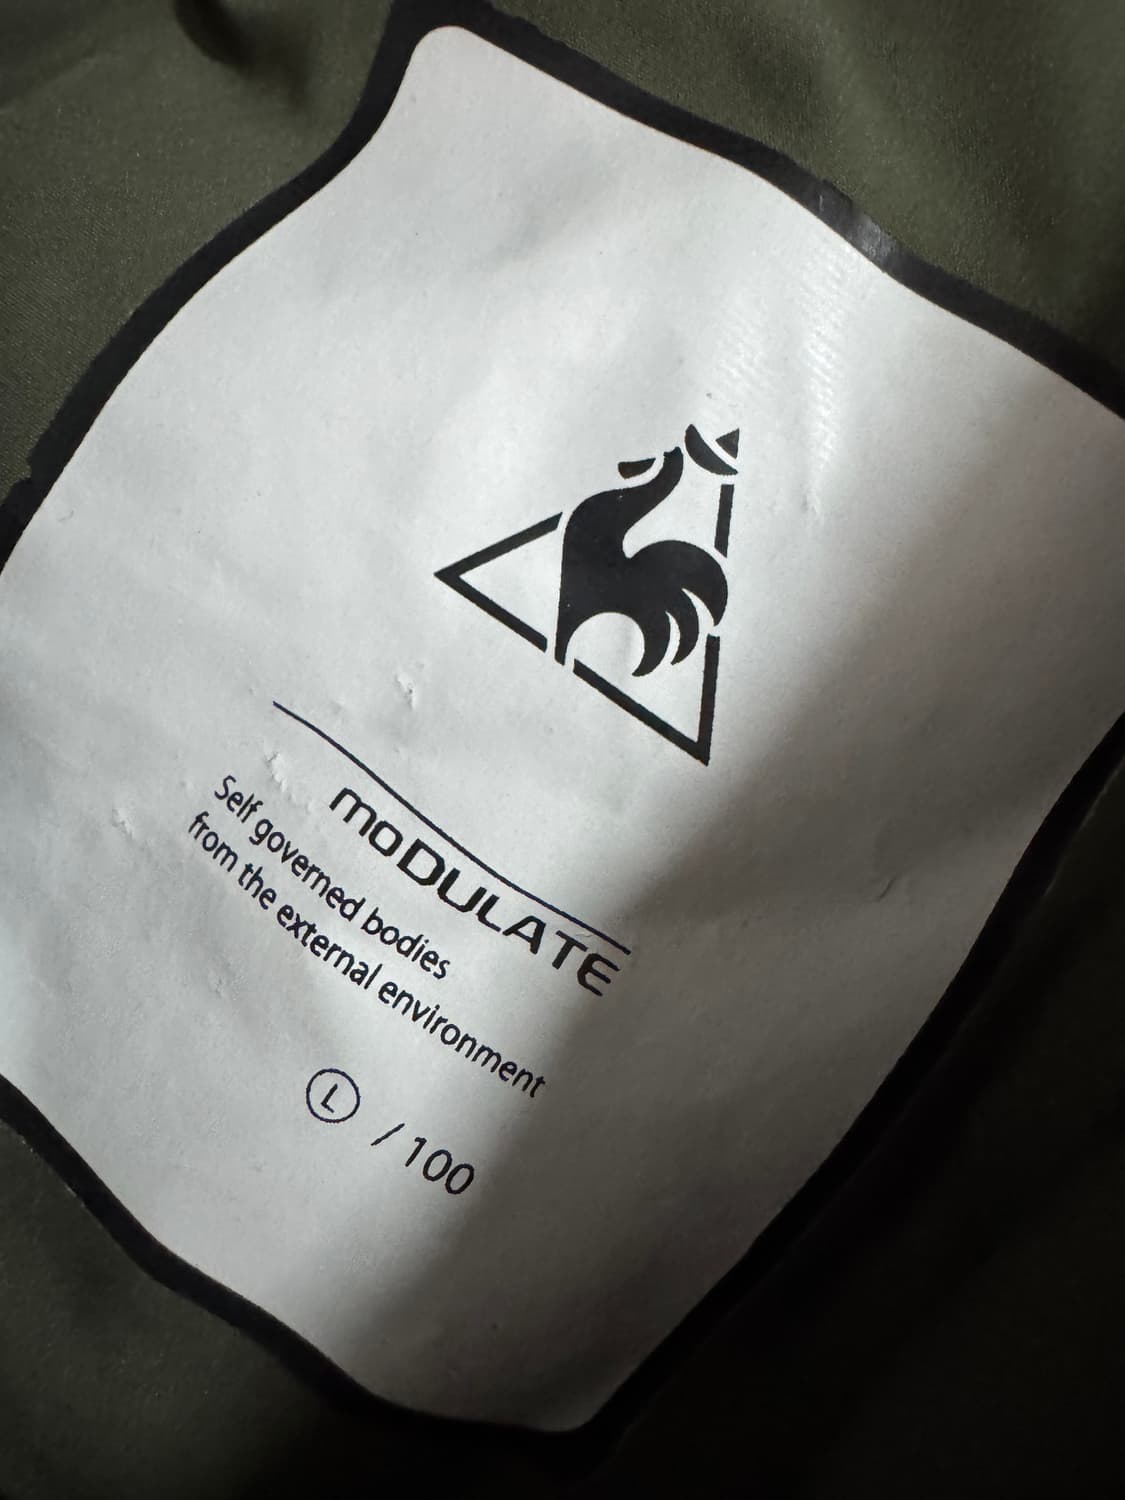 moDULATE
Self governed bodies
from the external environment
L / 100